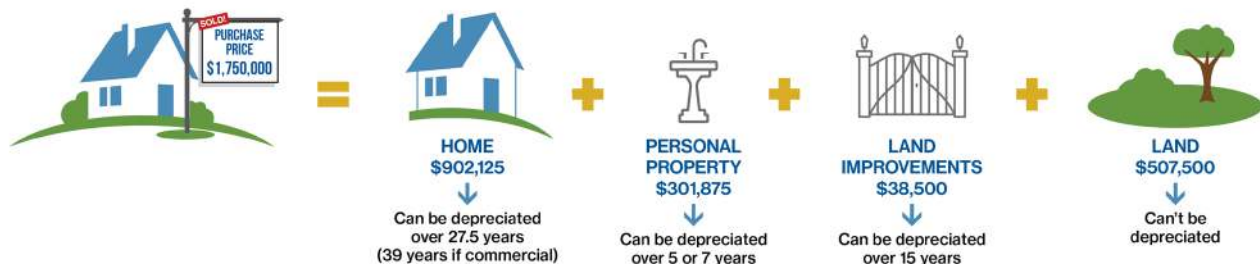 SOLD!
PURCHASE
PRICE
$1,750,000
HOME
$902,125
Can be depreciated
over 27.5 years
(39 years if commercial)
PERSONAL
PROPERTY
$301,875
Can be depreciated
over 5 or 7 years
LAND
IMPROVEMENTS
$38,500
Can be depreciated
over 15 years
LAND
$507,500
Can't be
depreciated